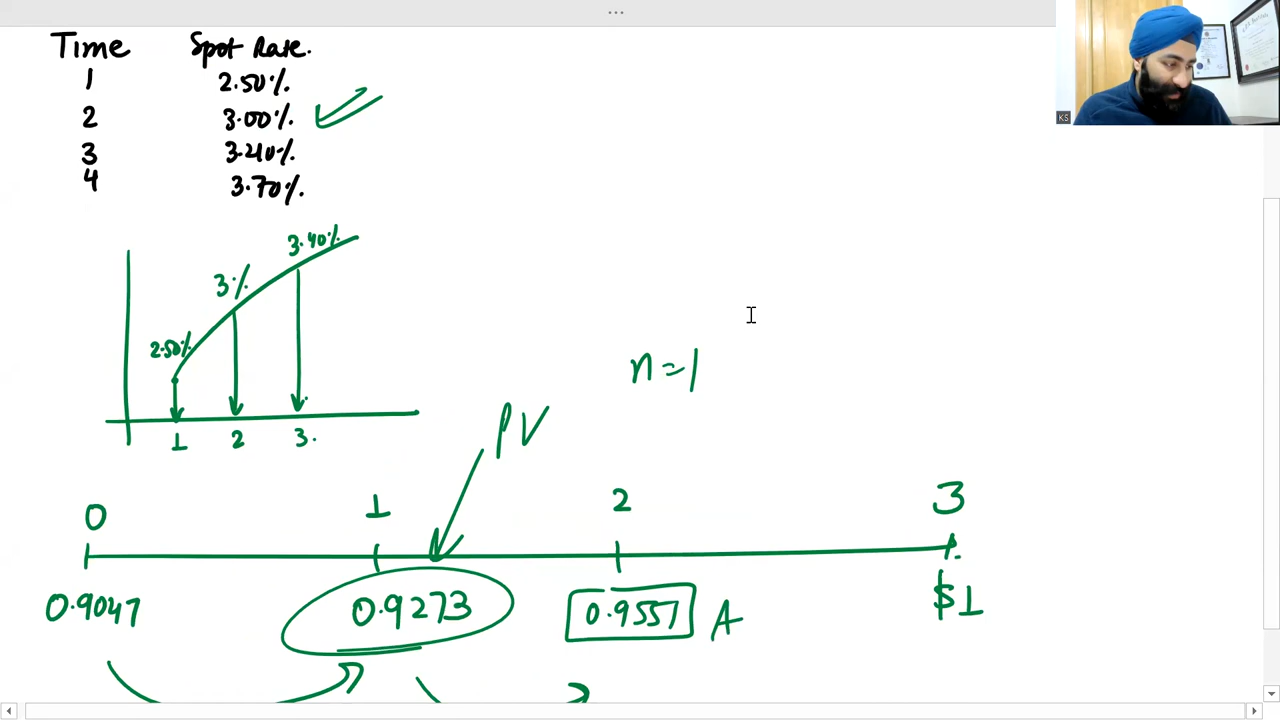 Time Spot Rate.
1 2.50%
2 3.00%
3 3.40%
4 3.70%
3.40%
3%
2.50%
1 2 3.
n=1
PV
0 1 2 3
0.9047 0.9273 0.9557 A $1
KS